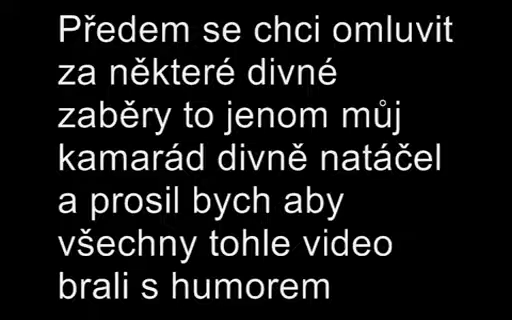 Předem se chci omluvit
za některé divné
zaběry to jenom můj
kamarád divně natáčel
a prosil bych aby
všechny tohle video
brali s humorem